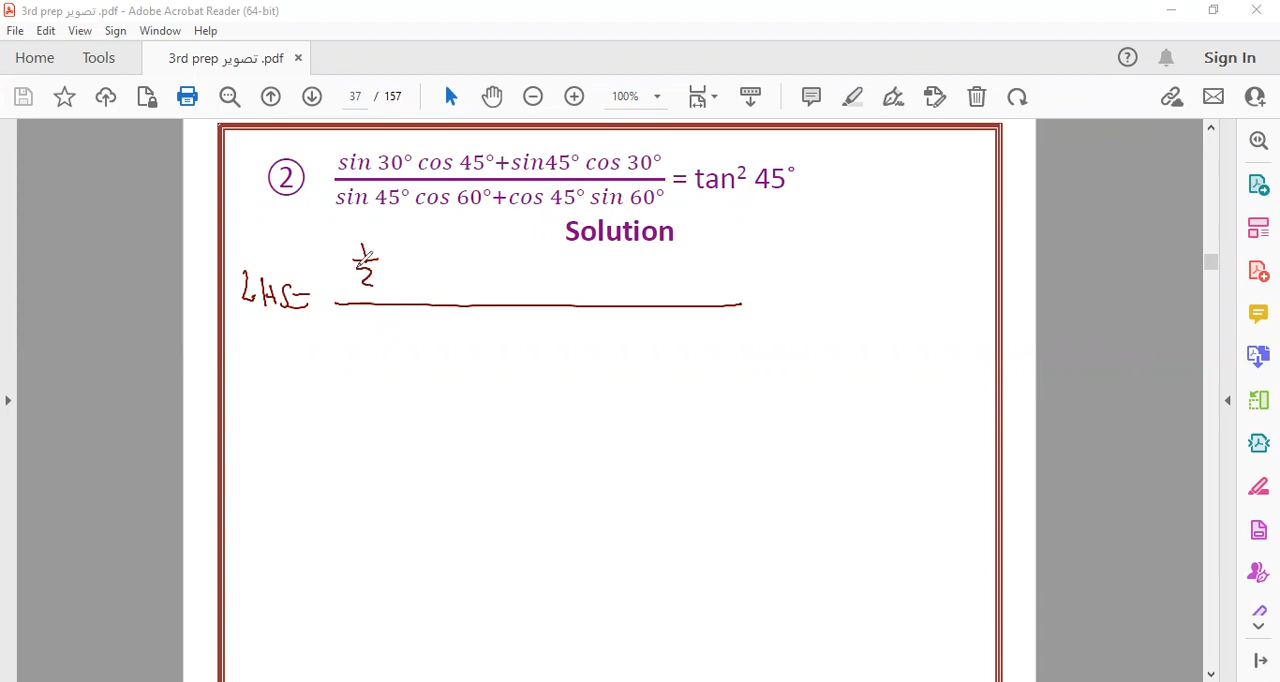 3rd prep تصوير .pdf - Adobe Acrobat Reader (64-bit)
File Edit View Sign Window Help
Home Tools 3rd prep تصوير .pdf × Sign In
37 / 157 100%
② sin 30° cos 45°+sin45° cos 30° / sin 45° cos 60°+cos 45° sin 60° = tan² 45°
Solution
LHS= 1/2